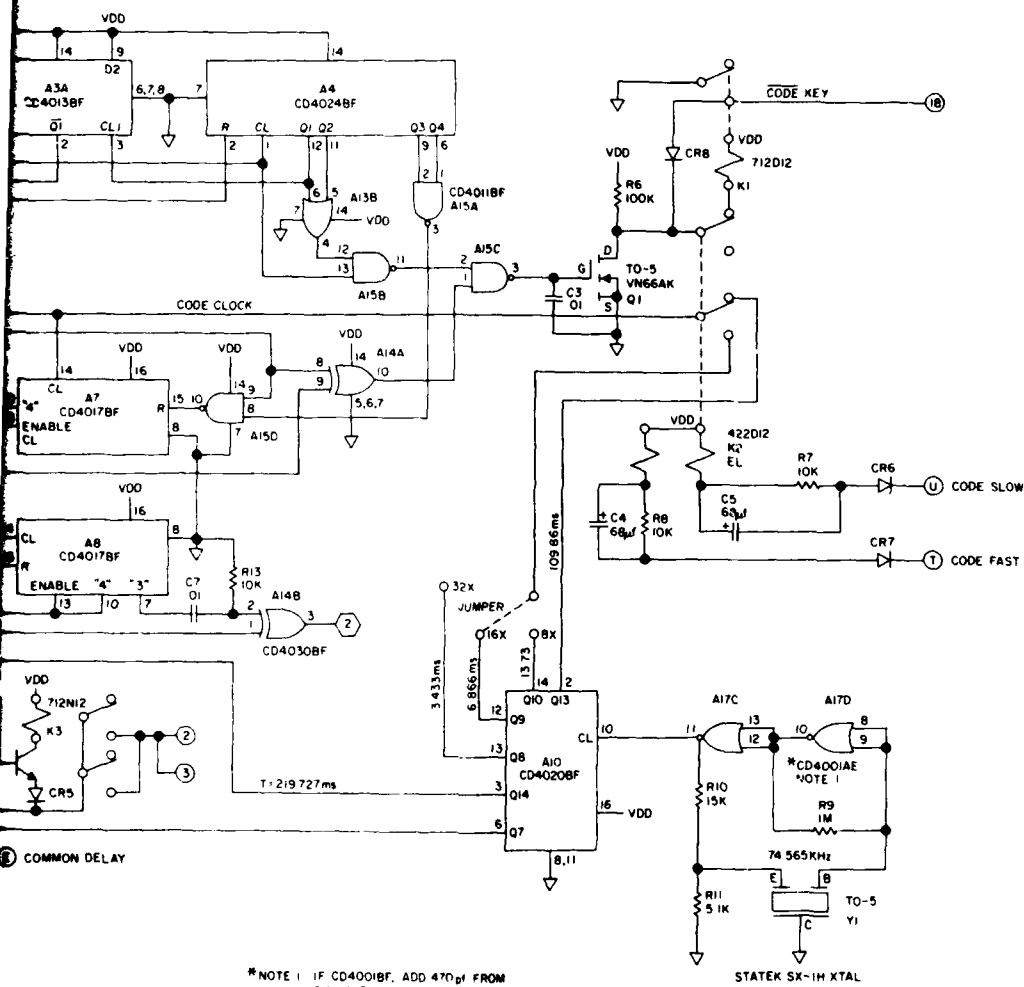 VDD
14
9
D2
A3A
CD4013BF
6,7,8
Q1
CL1
2
3
14
7
A4
CD4024BF
R
CL
Q1
Q2
Q3
Q4
2
1
12
11
9
6
CODE KEY
18
VDD
712D12
K1
CR8
VDD
R6
100K
6
5
A13B
7
14
VDD
4
2
1
CD4011BF
A15A
3
12
13
11
A15B
A15C
2
1
3
G
D
S
TO-5
VN66AK
Q1
C3
.01
CODE CLOCK
VDD
VDD
VDD
14
16
14
CL
A7
CD4017BF
"4"
ENABLE
CL
R
15
10
9
8
8
7
A15D
A14A
8
9
14
10
5,6,7
VDD
16
CL
A8
CD4017BF
R
8
ENABLE
"4"
"3"
13
10
7
C7
.01
R13
10K
A14B
2
1
3
CD4030BF
2
VDD
422D12
K2
EL
R7
10K
CR6
U
CODE SLOW
C5
68µf
+
C4
68µf
+
R8
10K
CR7
T
CODE FAST
109.86ms
32X
JUMPER
16X
8X
3.433ms
6.866ms
13.73
14
2
Q10
Q13
12
Q9
13
Q8
A10
CD4020BF
CL
10
3
Q14
16
VDD
6
Q7
8,11
T=219.727ms
VDD
712N12
K3
CR5
2
3
COMMON DELAY
A17C
11
13
12
A17D
10
8
9
*CD4001AE
NOTE 1
R10
15K
R9
1M
74.565KHz
E
B
R11
5.1K
TO-5
Y1
C
*NOTE 1 IF CD4001BF, ADD 470pf FROM
STATEK SX-1H XTAL